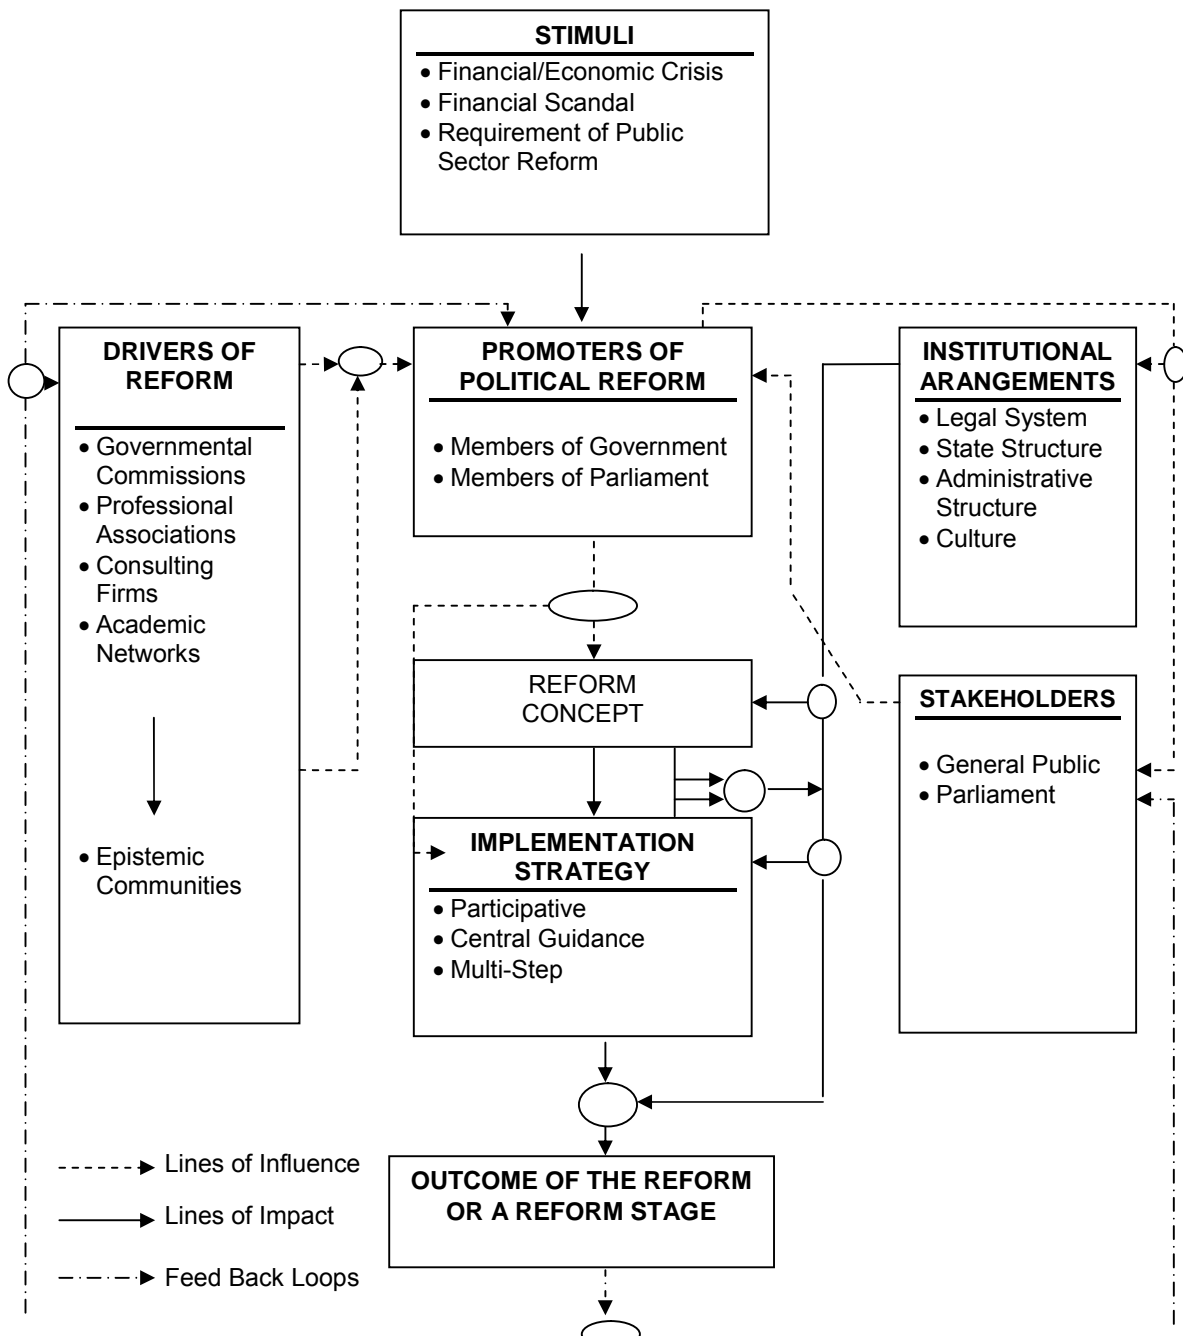 STIMULI
• Financial/Economic Crisis
• Financial Scandal
• Requirement of Public
Sector Reform
DRIVERS OF
REFORM
• Governmental
Commissions
• Professional
Associations
• Consulting
Firms
• Academic
Networks
• Epistemic
Communities
PROMOTERS OF
POLITICAL REFORM
• Members of Government
• Members of Parliament
INSTITUTIONAL
ARANGEMENTS
• Legal System
• State Structure
• Administrative
Structure
• Culture
REFORM
CONCEPT
STAKEHOLDERS
• General Public
• Parliament
IMPLEMENTATION
STRATEGY
• Participative
• Central Guidance
• Multi-Step
OUTCOME OF THE REFORM
OR A REFORM STAGE
Lines of Influence
Lines of Impact
Feed Back Loops